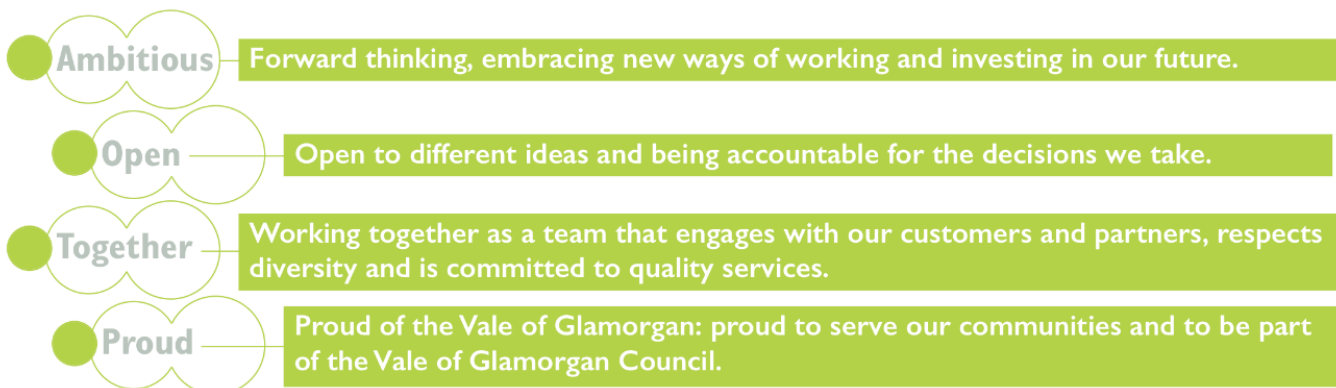 Ambitious
Forward thinking, embracing new ways of working and investing in our future.
Open
Open to different ideas and being accountable for the decisions we take.
Together
Working together as a team that engages with our customers and partners, respects
diversity and is committed to quality services.
Proud
Proud of the Vale of Glamorgan: proud to serve our communities and to be part
of the Vale of Glamorgan Council.